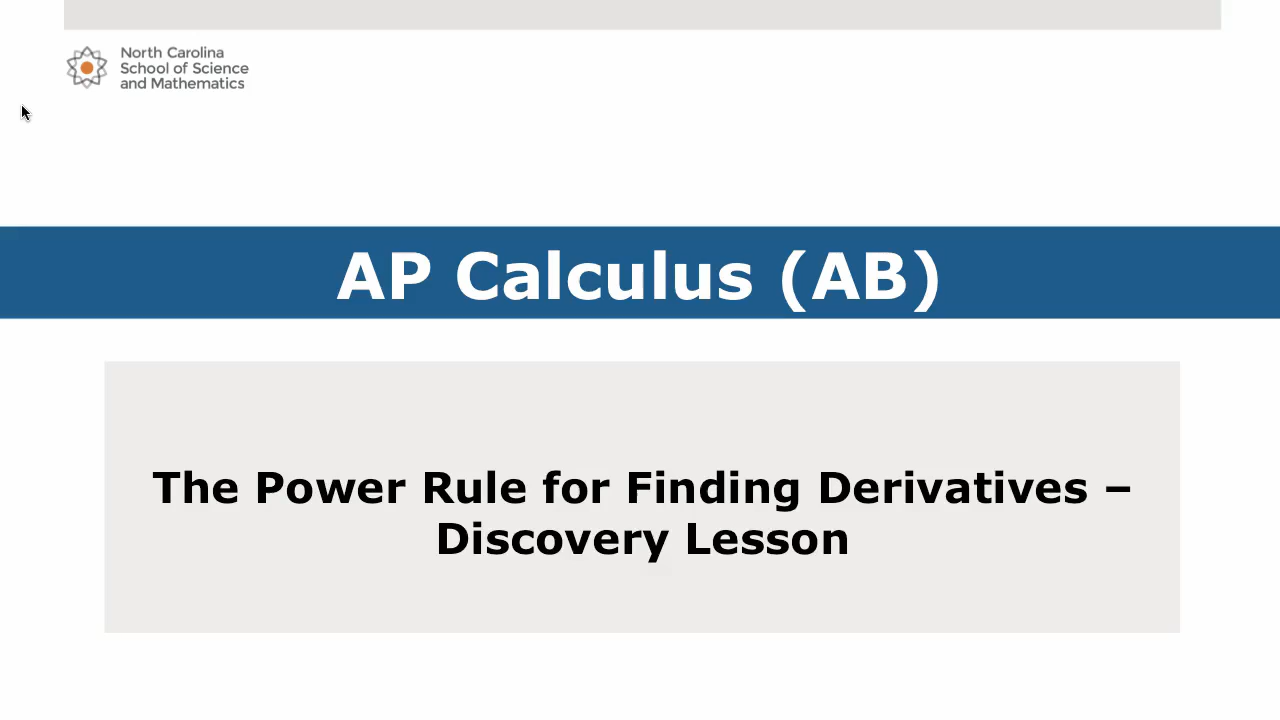 North Carolina
School of Science
and Mathematics
AP Calculus (AB)
The Power Rule for Finding Derivatives –
Discovery Lesson